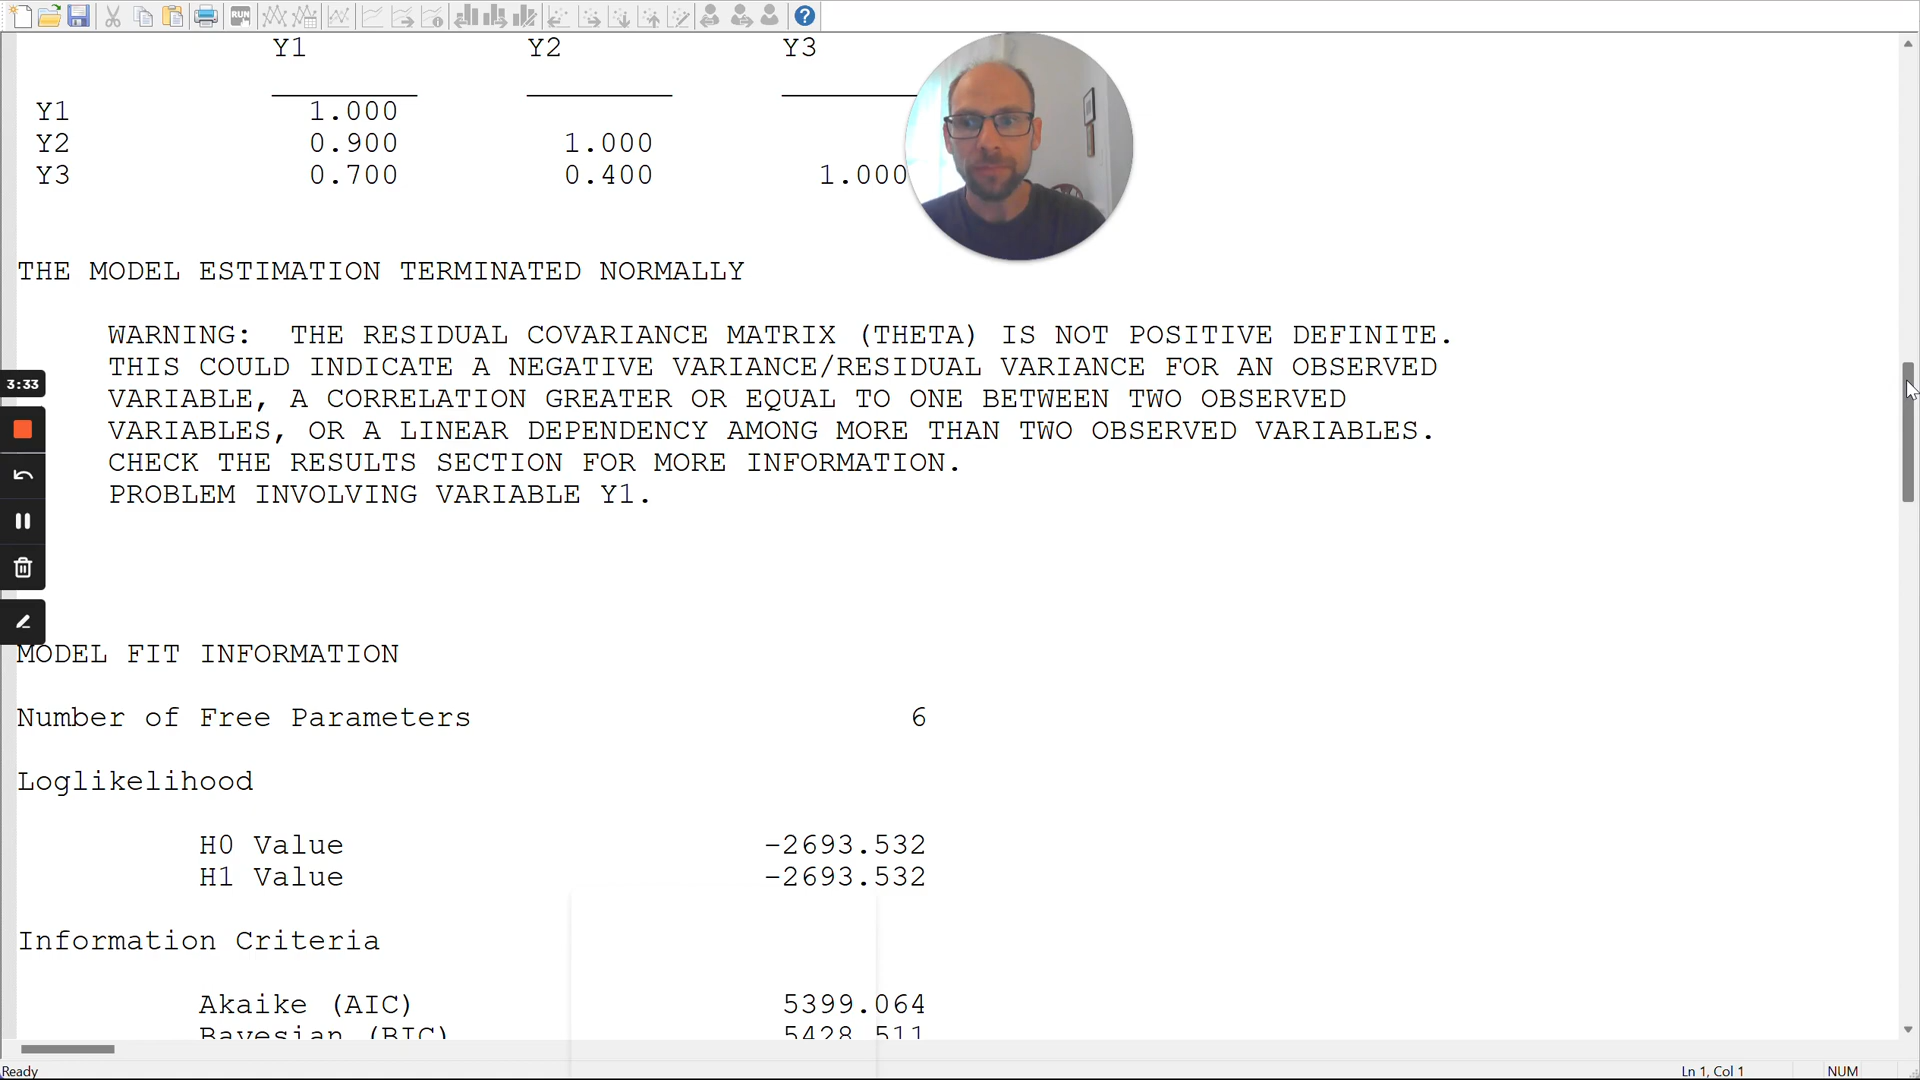 RUN
?
Y1 Y2 Y3
Y1 1.000
Y2 0.900 1.000
Y3 0.700 0.400 1.000
THE MODEL ESTIMATION TERMINATED NORMALLY
WARNING: THE RESIDUAL COVARIANCE MATRIX (THETA) IS NOT POSITIVE DEFINITE.
THIS COULD INDICATE A NEGATIVE VARIANCE/RESIDUAL VARIANCE FOR AN OBSERVED
3:33
VARIABLE, A CORRELATION GREATER OR EQUAL TO ONE BETWEEN TWO OBSERVED
VARIABLES, OR A LINEAR DEPENDENCY AMONG MORE THAN TWO OBSERVED VARIABLES.
CHECK THE RESULTS SECTION FOR MORE INFORMATION.
PROBLEM INVOLVING VARIABLE Y1.
MODEL FIT INFORMATION
Number of Free Parameters 6
Loglikelihood
H0 Value -2693.532
H1 Value -2693.532
Information Criteria
Akaike (AIC) 5399.064
Bayesian (BIC) 5428.511
Ready Ln 1, Col 1 NUM